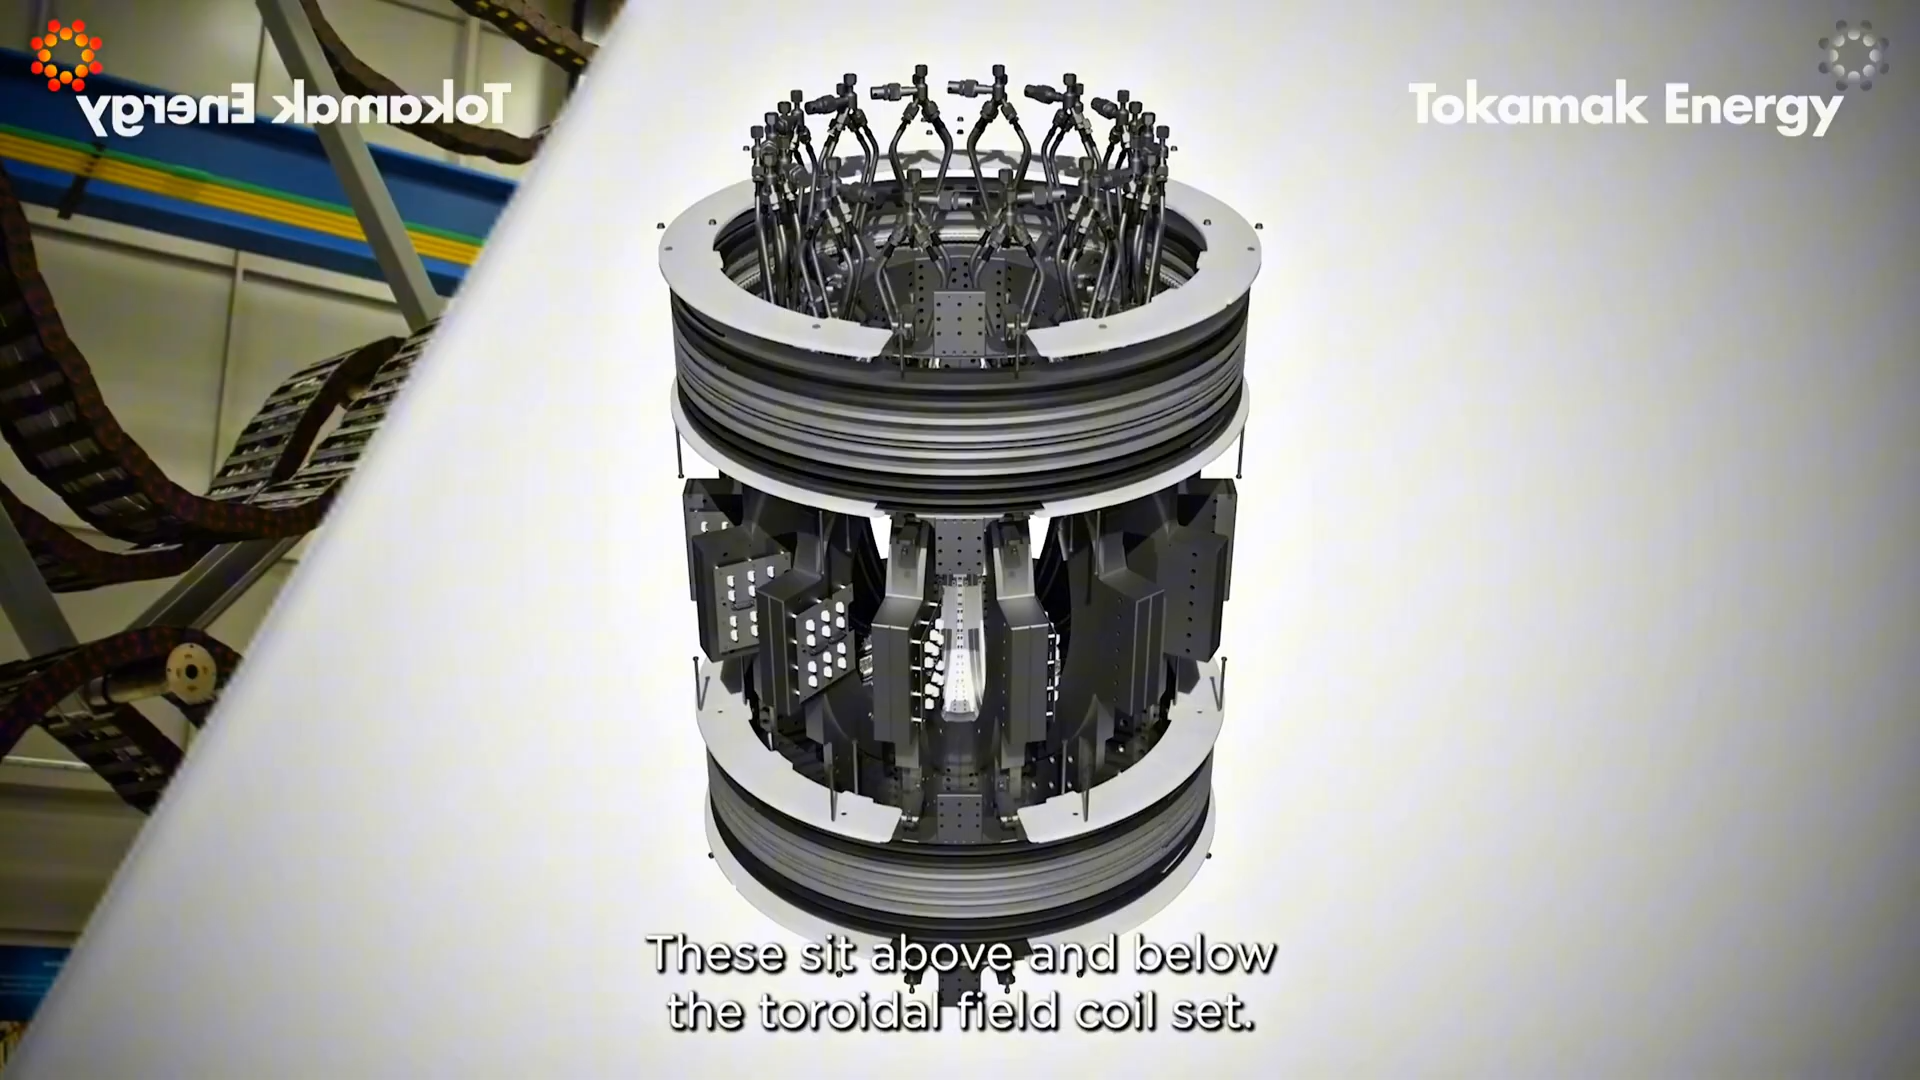 Tokamak Energy
Tokamak Energy
These sit above and below
the toroidal field coil set.